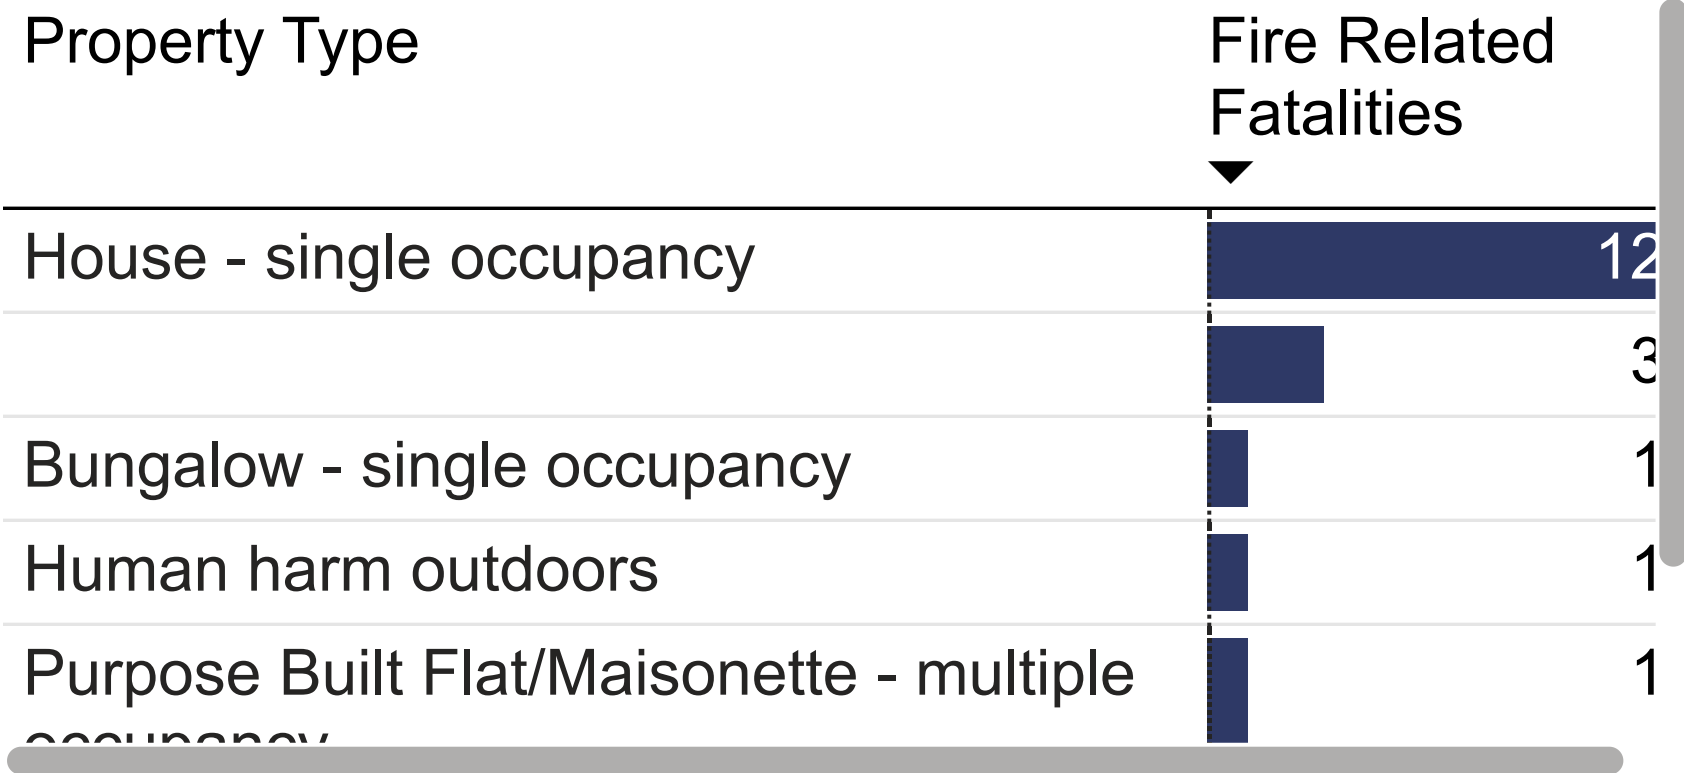 Property Type
Fire Related
Fatalities
House - single occupancy
12
3
Bungalow - single occupancy
1
Human harm outdoors
1
Purpose Built Flat/Maisonette - multiple
1
occupancy